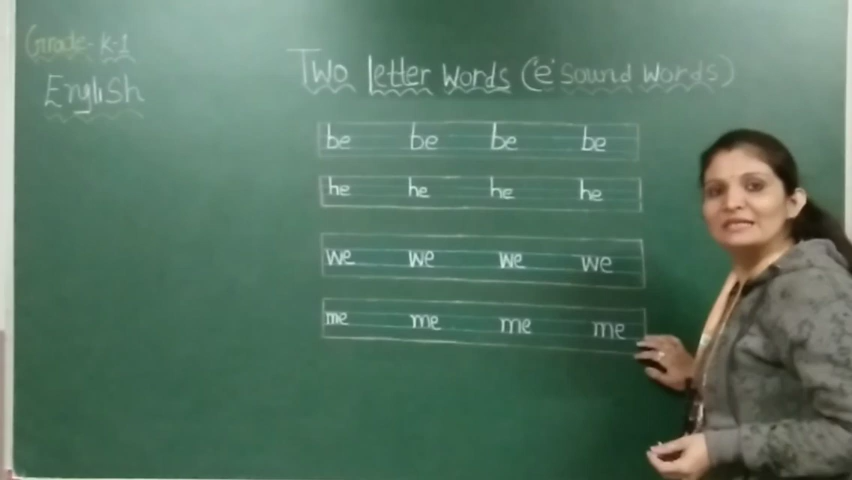 Grade- K-1
English
Two letter words ('e' sound words)
be be be be
he he he he
we we we we
me me me me